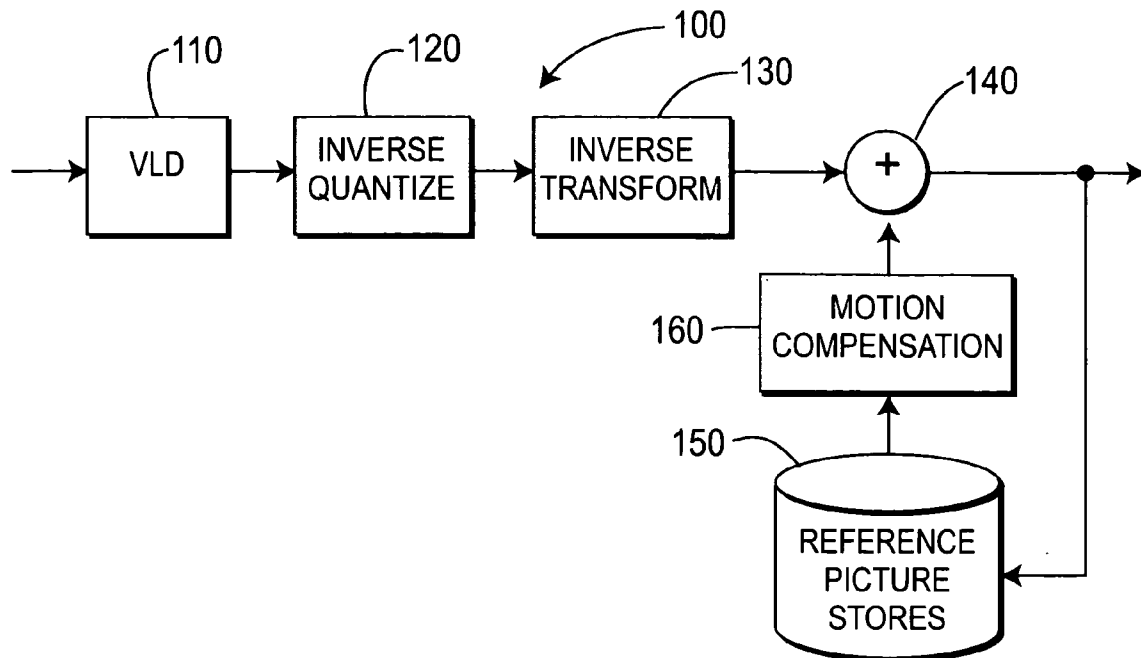 100
110
120
130
140
VLD
INVERSE
QUANTIZE
INVERSE
TRANSFORM
+
160
MOTION
COMPENSATION
150
REFERENCE
PICTURE
STORES